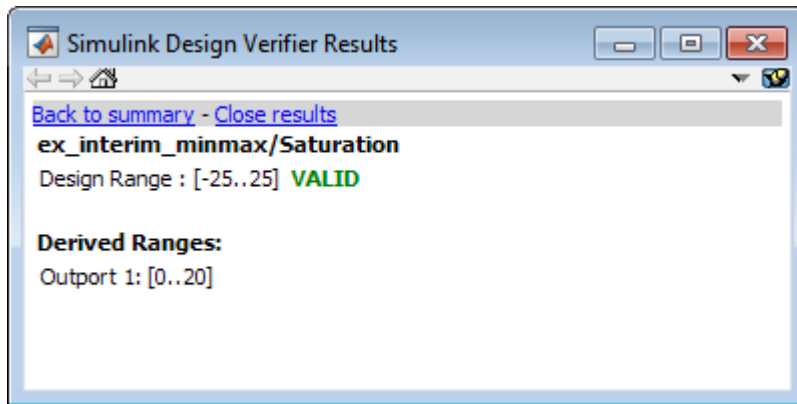 Simulink Design Verifier Results
Back to summary - Close results
ex_interim_minmax/Saturation
Design Range : [-25..25] VALID
Derived Ranges:
Outport 1: [0..20]